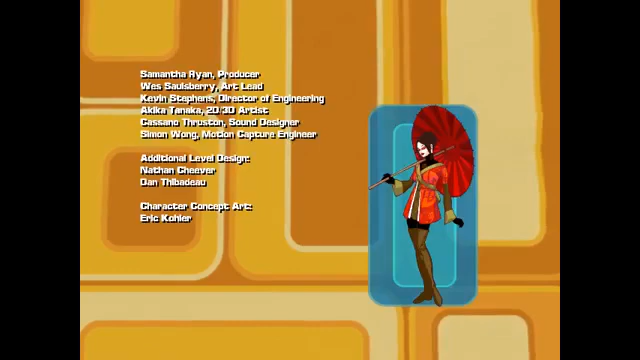 Samantha Ryan, Producer
Wes Saulsberry, Art Lead
Kevin Stephens, Director of Engineering
Akika Tanaka, 2D/3D Artist
Cassano Thruston, Sound Designer
Simon Wong, Motion Capture Engineer
Additional Level Design:
Nathan Cheever
Dan Thibadeau
Character Concept Art:
Eric Kohler